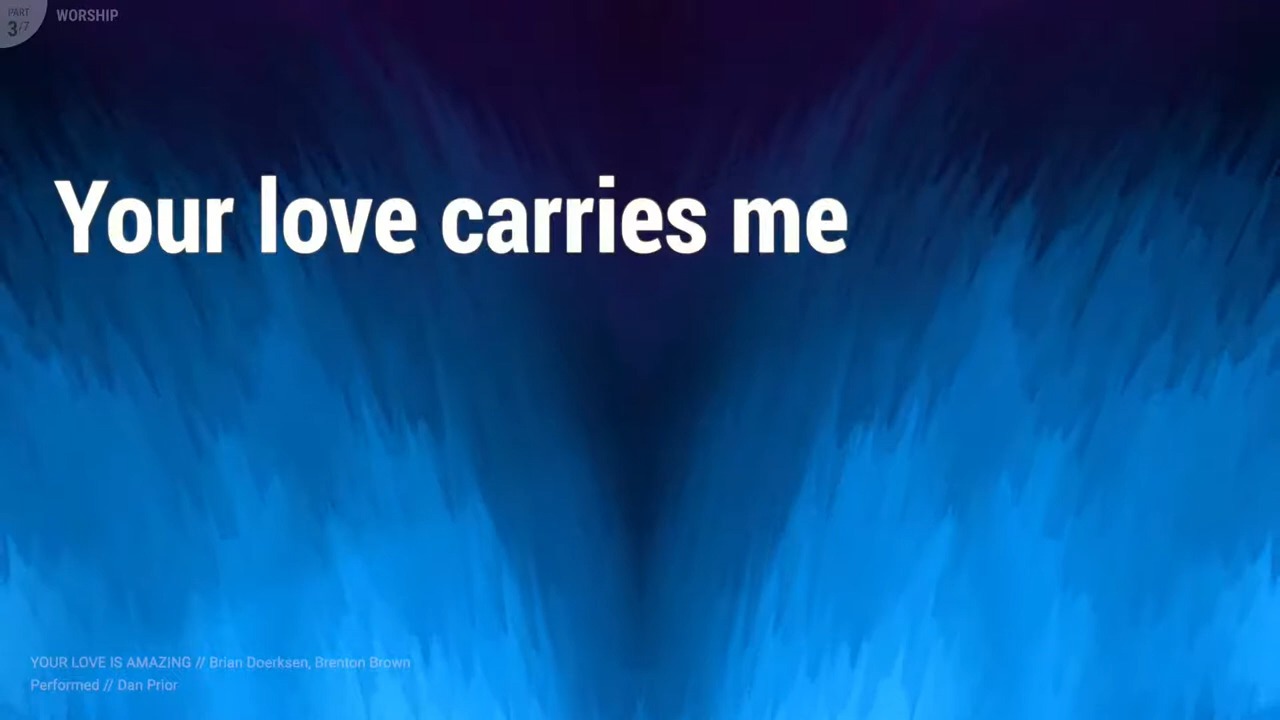 PART
3/7
WORSHIP
Your love carries me
YOUR LOVE IS AMAZING // Brian Doerksen, Brenton Brown
Performed // Dan Prior